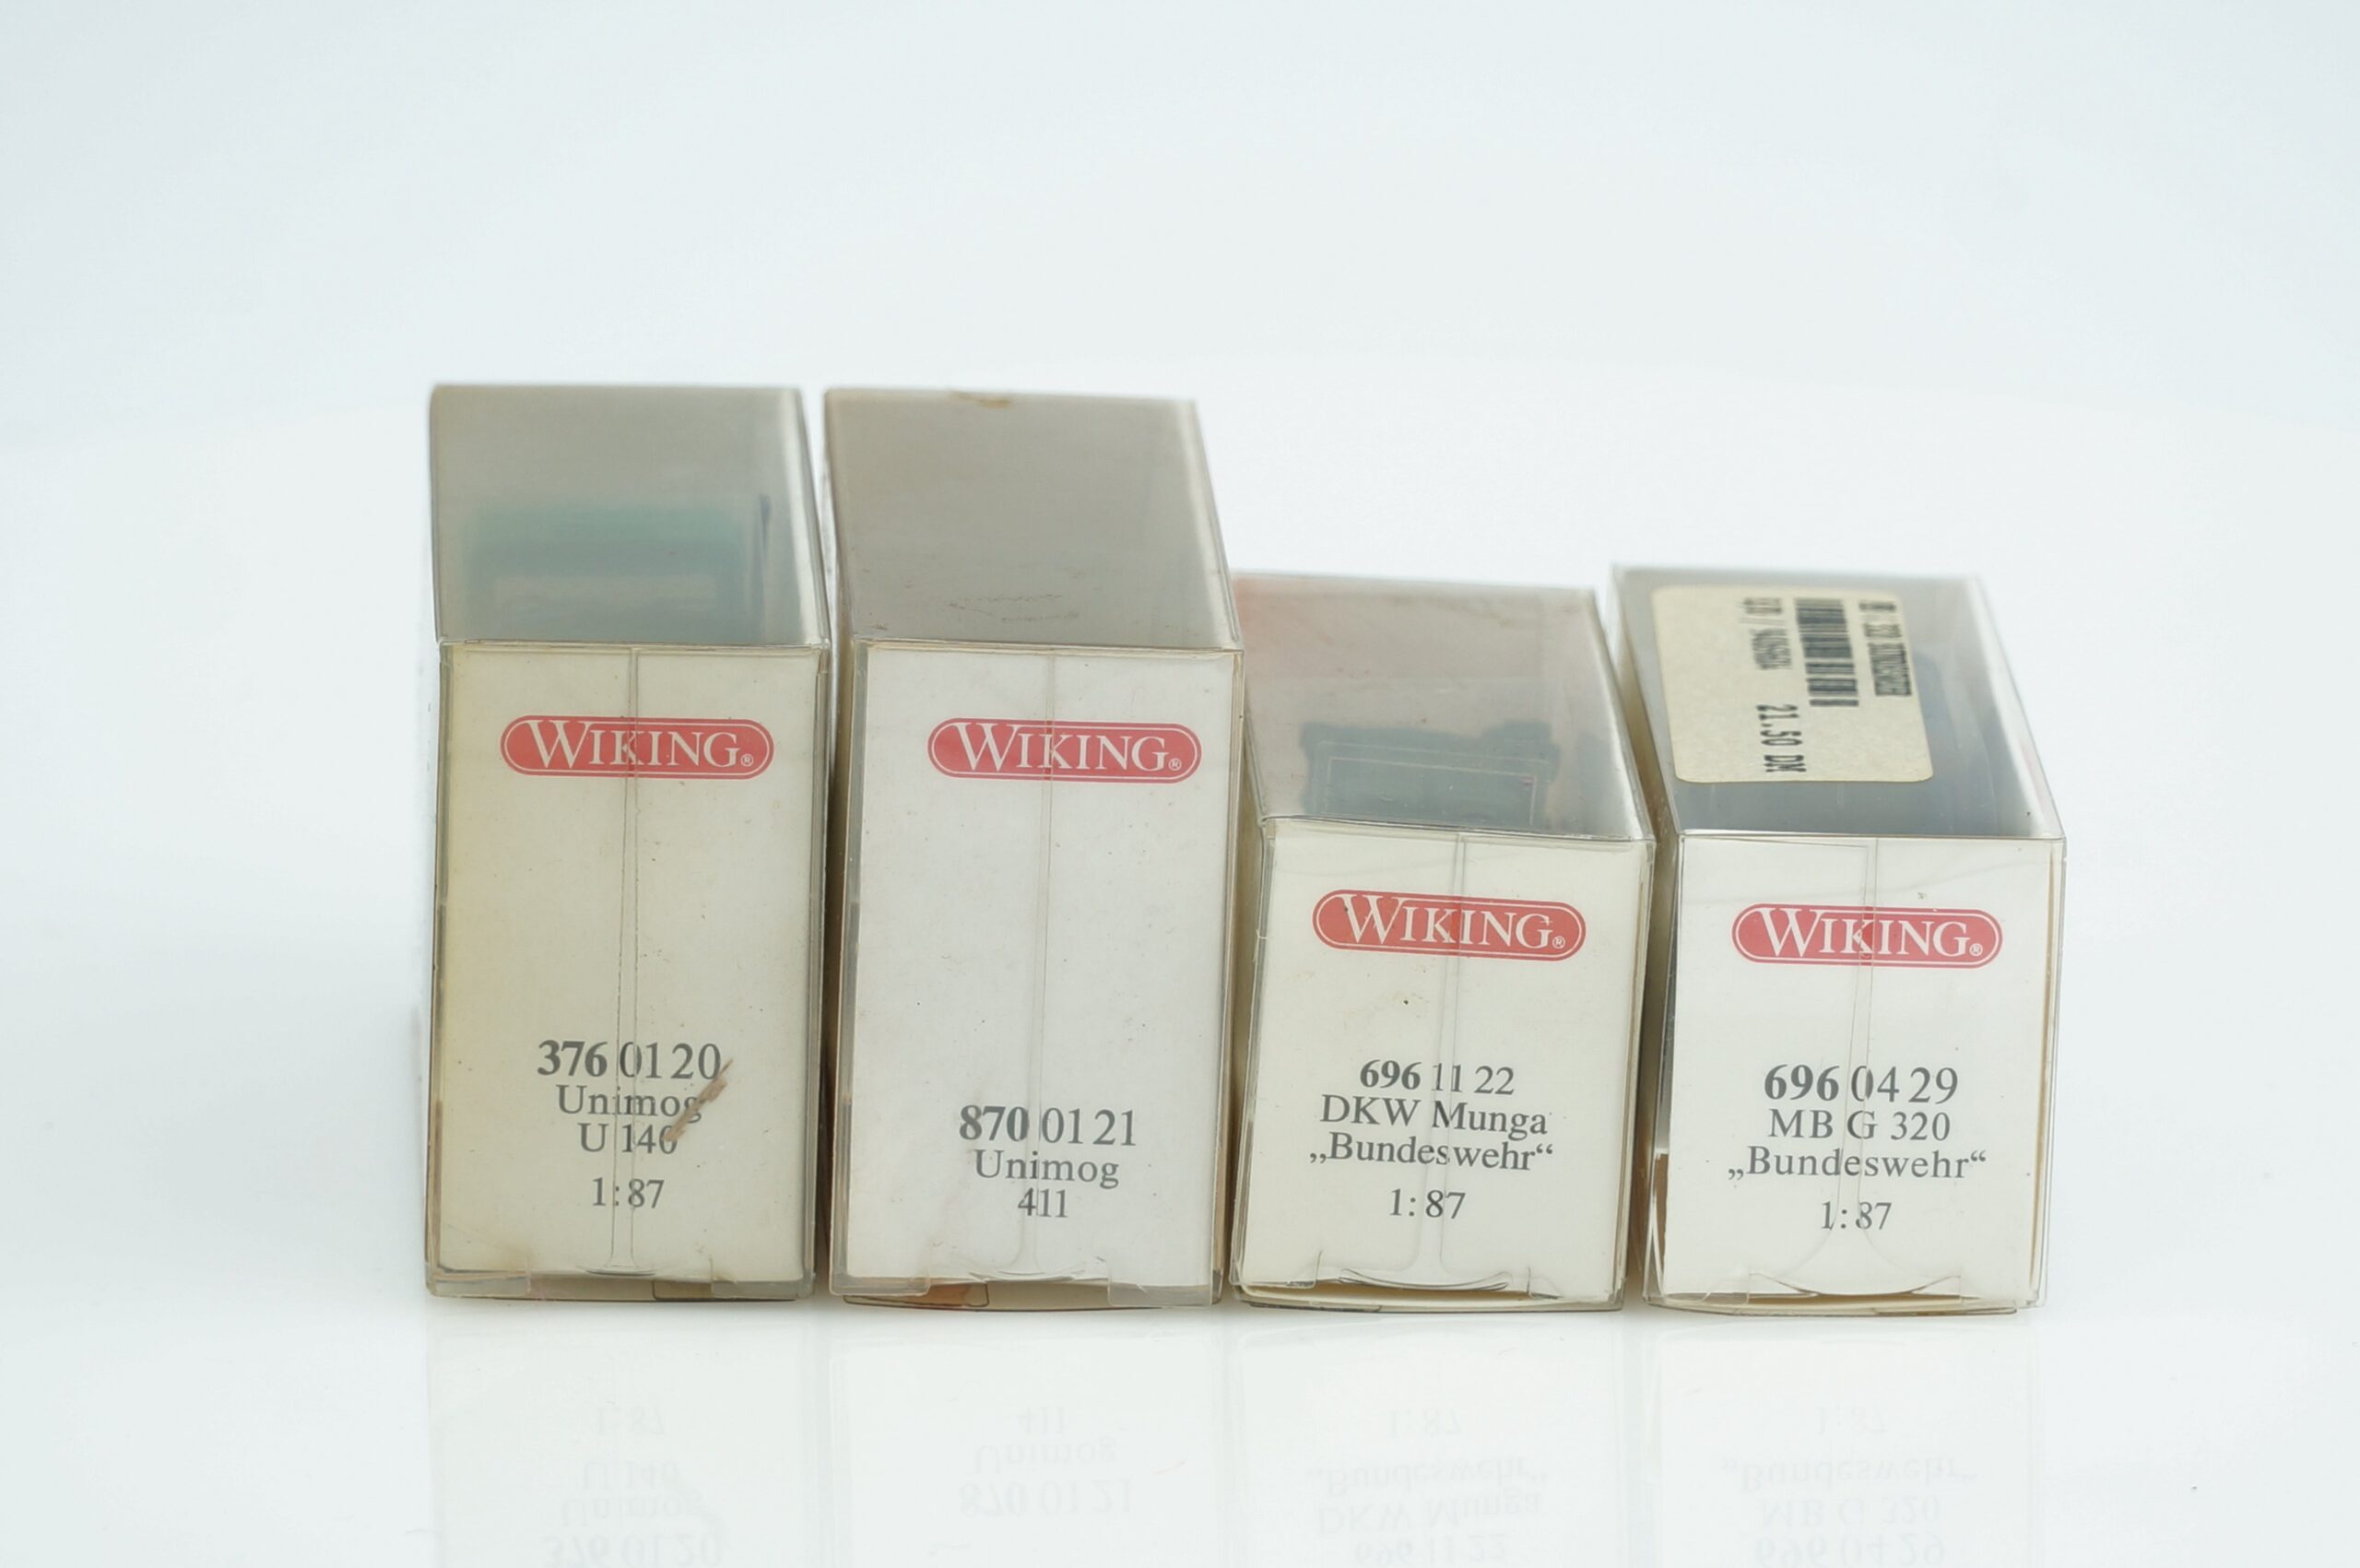 WIKING®
376 01 20
Unimog
U 140
1:87
WIKING®
870 01 21
Unimog
411
WIKING®
696 11 22
DKW Munga
„Bundeswehr“
1:87
21.50 DM
WIKING®
696 04 29
MB G 320
„Bundeswehr“
1:87